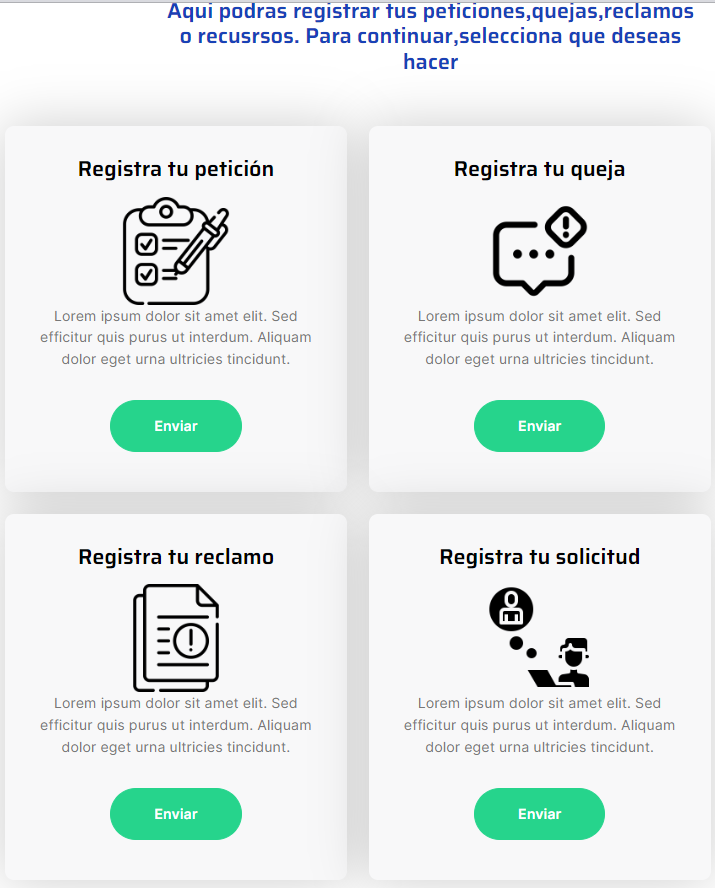 Aqui podras registrar tus peticiones,quejas,reclamos
o recusrsos. Para continuar,selecciona que deseas
hacer
Registra tu petición
Lorem ipsum dolor sit amet elit. Sed
efficitur quis purus ut interdum. Aliquam
dolor eget urna ultricies tincidunt.
Enviar
Registra tu queja
Lorem ipsum dolor sit amet elit. Sed
efficitur quis purus ut interdum. Aliquam
dolor eget urna ultricies tincidunt.
Enviar
Registra tu reclamo
Lorem ipsum dolor sit amet elit. Sed
efficitur quis purus ut interdum. Aliquam
dolor eget urna ultricies tincidunt.
Enviar
Registra tu solicitud
Lorem ipsum dolor sit amet elit. Sed
efficitur quis purus ut interdum. Aliquam
dolor eget urna ultricies tincidunt.
Enviar